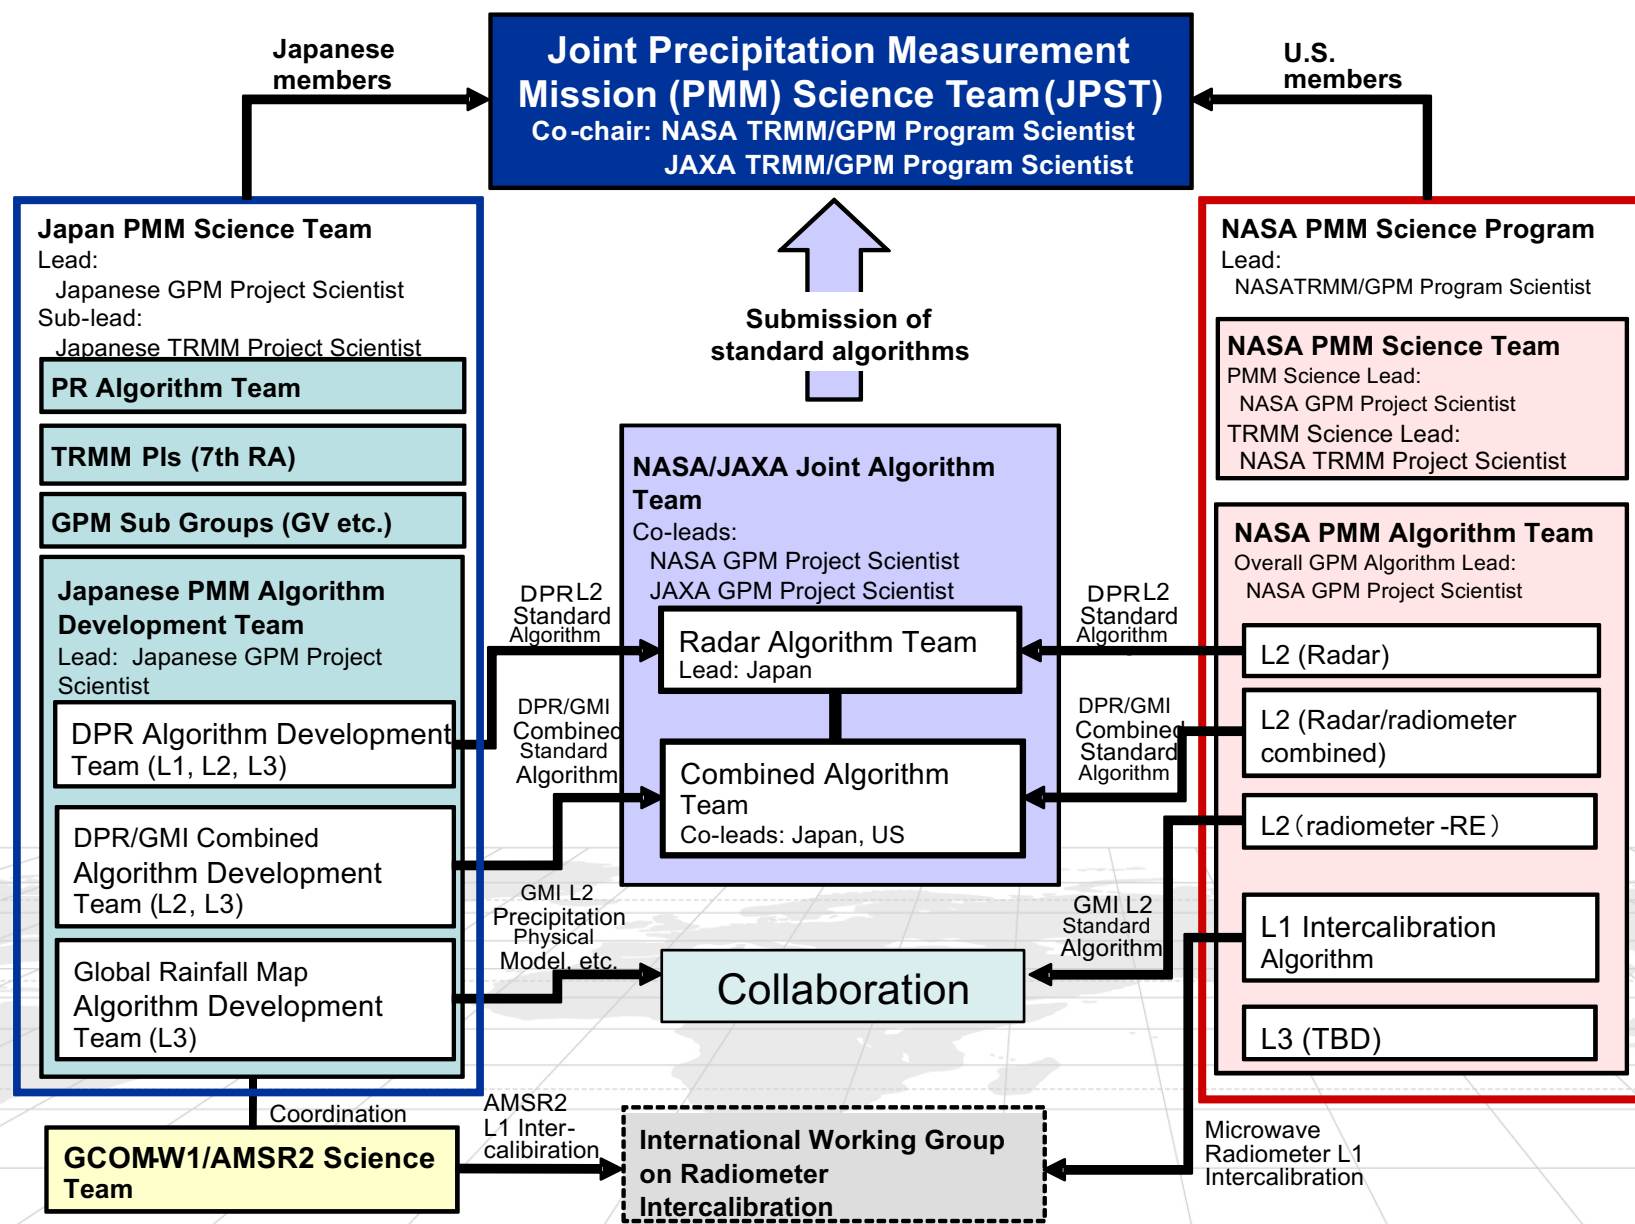 Japanese
members
Joint Precipitation Measurement
Mission (PMM) Science Team(JPST)
Co-chair: NASA TRMM/GPM Program Scientist
JAXA TRMM/GPM Program Scientist
U.S.
members
Japan PMM Science Team
Lead:
Japanese GPM Project Scientist
Sub-lead:
Japanese TRMM Project Scientist
PR Algorithm Team
TRMM PIs (7th RA)
GPM Sub Groups (GV etc.)
Japanese PMM Algorithm
Development Team
Lead: Japanese GPM Project
Scientist
DPR Algorithm Development
Team (L1, L2, L3)
DPR/GMI Combined
Algorithm Development
Team (L2, L3)
Global Rainfall Map
Algorithm Development
Team (L3)
Coordination
GCOM-W1/AMSR2 Science
Team
Submission of
standard algorithms
NASA/JAXA Joint Algorithm
Team
Co-leads:
NASA GPM Project Scientist
JAXA GPM Project Scientist
Radar Algorithm Team
Lead: Japan
Combined Algorithm
Team
Co-leads: Japan, US
DPR L2
Standard
Algorithm
DPR/GMI
Combined
Standard
Algorithm
GMI L2
Precipitation
Physical
Model, etc.
Collaboration
AMSR2
L1 Inter-
calibiration
International Working Group
on Radiometer
Intercalibration
DPR L2
Standard
Algorithm
DPR/GMI
Combined
Standard
Algorithm
GMI L2
Standard
Algorithm
Microwave
Radiometer L1
Intercalibration
NASA PMM Science Program
Lead:
NASATRMM/GPM Program Scientist
NASA PMM Science Team
PMM Science Lead:
NASA GPM Project Scientist
TRMM Science Lead:
NASA TRMM Project Scientist
NASA PMM Algorithm Team
Overall GPM Algorithm Lead:
NASA GPM Project Scientist
L2 (Radar)
L2 (Radar/radiometer
combined)
L2（radiometer -RE）
L1 Intercalibration
Algorithm
L3 (TBD)